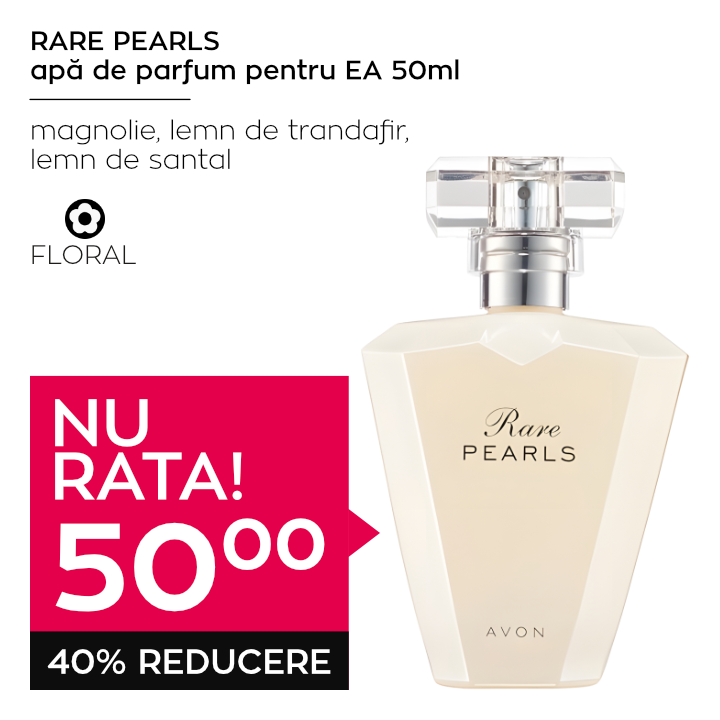 RARE PEARLS
apă de parfum pentru EA 50ml
magnolie, lemn de trandafir,
lemn de santal
FLORAL
NU
RATA!
50⁰⁰
40% REDUCERE
Rare
PEARLS
AVON